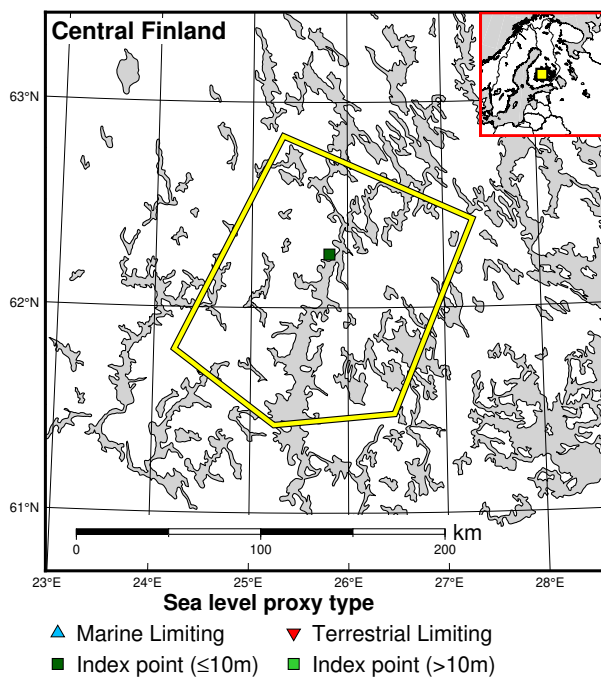 Central Finland
63°N
62°N
61°N
km
0 100 200
23°E 24°E 25°E 26°E 27°E 28°E
Sea level proxy type
Marine Limiting Terrestrial Limiting
Index point (≤10m) Index point (>10m)